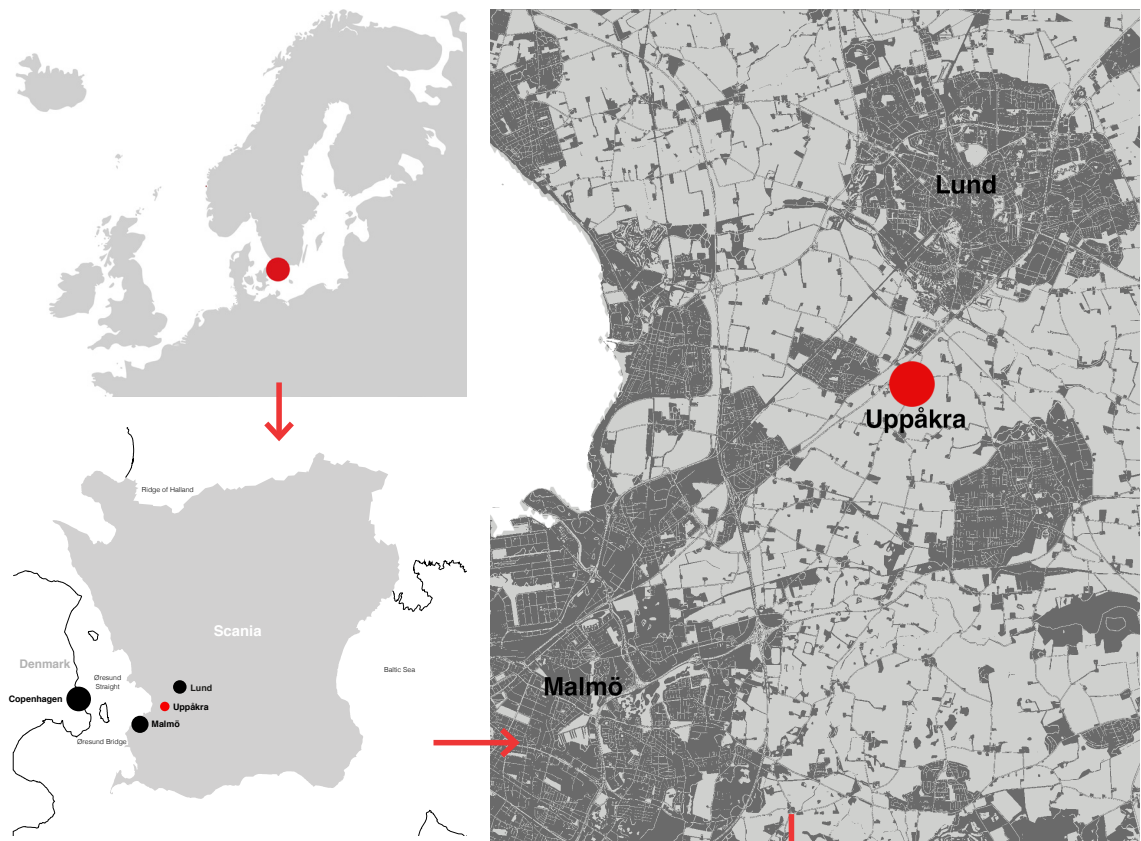 Ridge of Halland
Scania
Denmark
Baltic Sea
Øresund
Straight
Lund
Copenhagen
Uppåkra
Malmö
Øresund Bridge
Lund
Uppåkra
Malmö